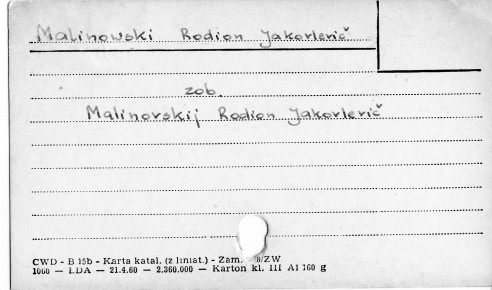 Malinowski Rodion Jakovlevič
zob.
Malinovskij Rodion Jakovlevič
CWD - B 15b - Karta katal. (z liniat.) - Zam. 8/ZW
1060 — LDA — 21.4.60 — 2.360.000 — Karton kl. III A1 160 g